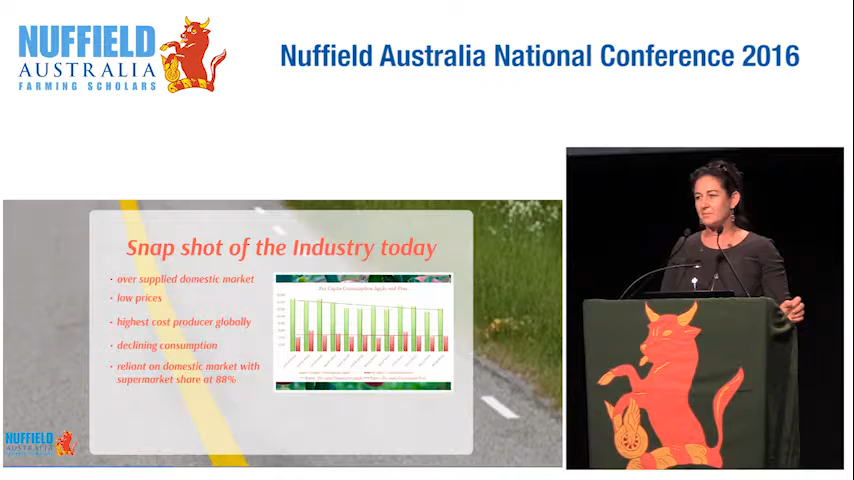 NUFFIELD
AUSTRALIA
FARMING SCHOLARS
Nuffield Australia National Conference 2016
Snap shot of the Industry today
· over supplied domestic market
· low prices
· highest cost producer globally
· declining consumption
· reliant on domestic market with
supermarket share at 88%
Per Capita Consumption Apple and Pear
NUFFIELD
AUSTRALIA